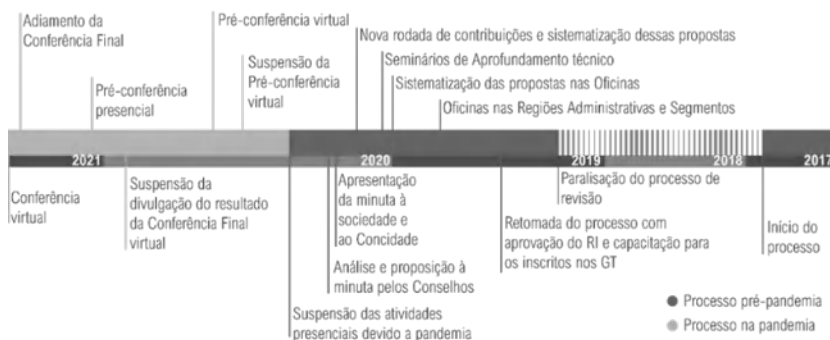 Adiamento da
Conferência Final
Pré-conferência virtual
Nova rodada de contribuições e sistematização dessas propostas
Suspensão da
Pré-conferência
virtual
Seminários de Aprofundamento técnico
Pré-conferência
presencial
Sistematização das propostas nas Oficinas
Oficinas nas Regiões Administrativas e Segmentos
2021
2020
2019
2018
2017
Conferência
virtual
Suspensão da
divulgação do resultado
da Conferência Final
virtual
Apresentação
da minuta à
sociedade e
ao Concidade
Análise e proposição à
minuta pelos Conselhos
Suspensão das atividades
presenciais devido a pandemia
Paralisação do processo de
revisão
Retomada do processo com
aprovação do RI e capacitação para
os inscritos nos GT
Início do
processo
Processo pré-pandemia
Processo na pandemia